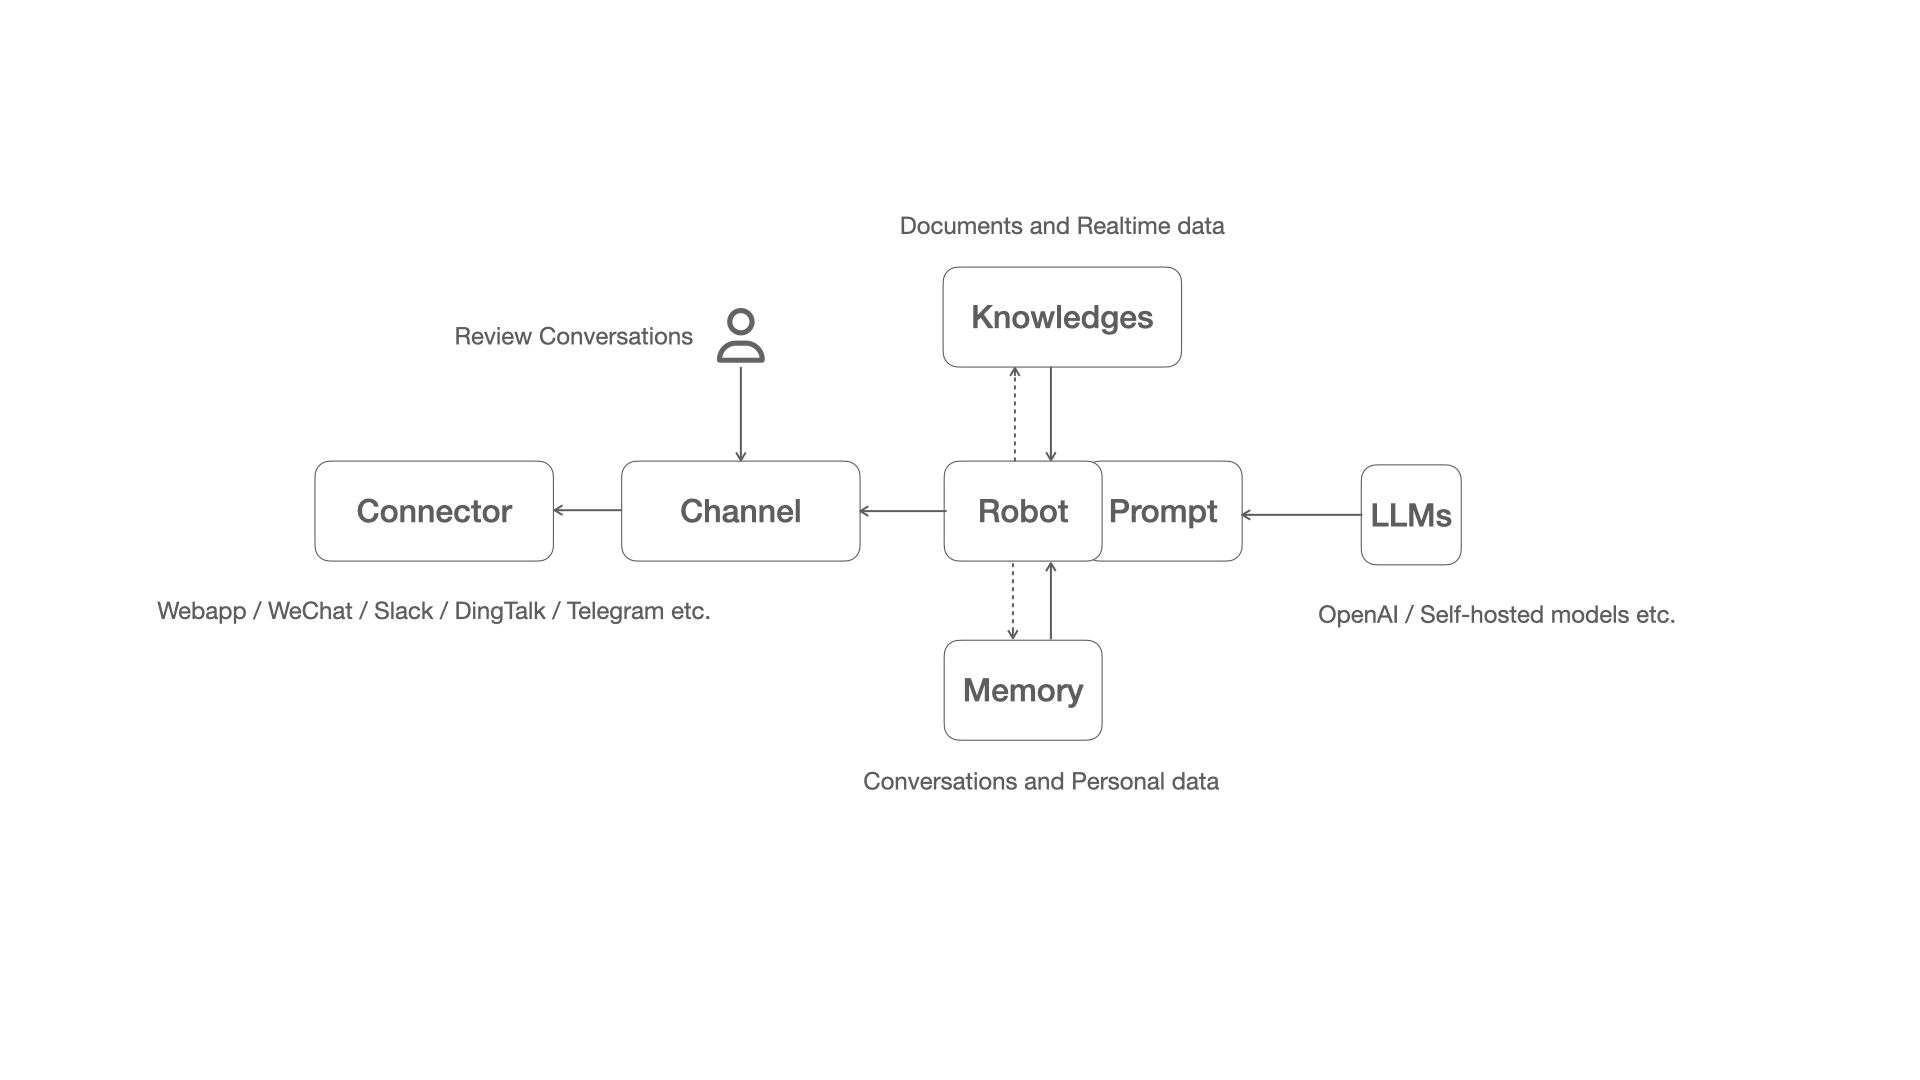 Documents and Realtime data
Knowledges
Review Conversations
Connector
Channel
Robot
Prompt
LLMs
Webapp / WeChat / Slack / DingTalk / Telegram etc.
OpenAI / Self-hosted models etc.
Memory
Conversations and Personal data